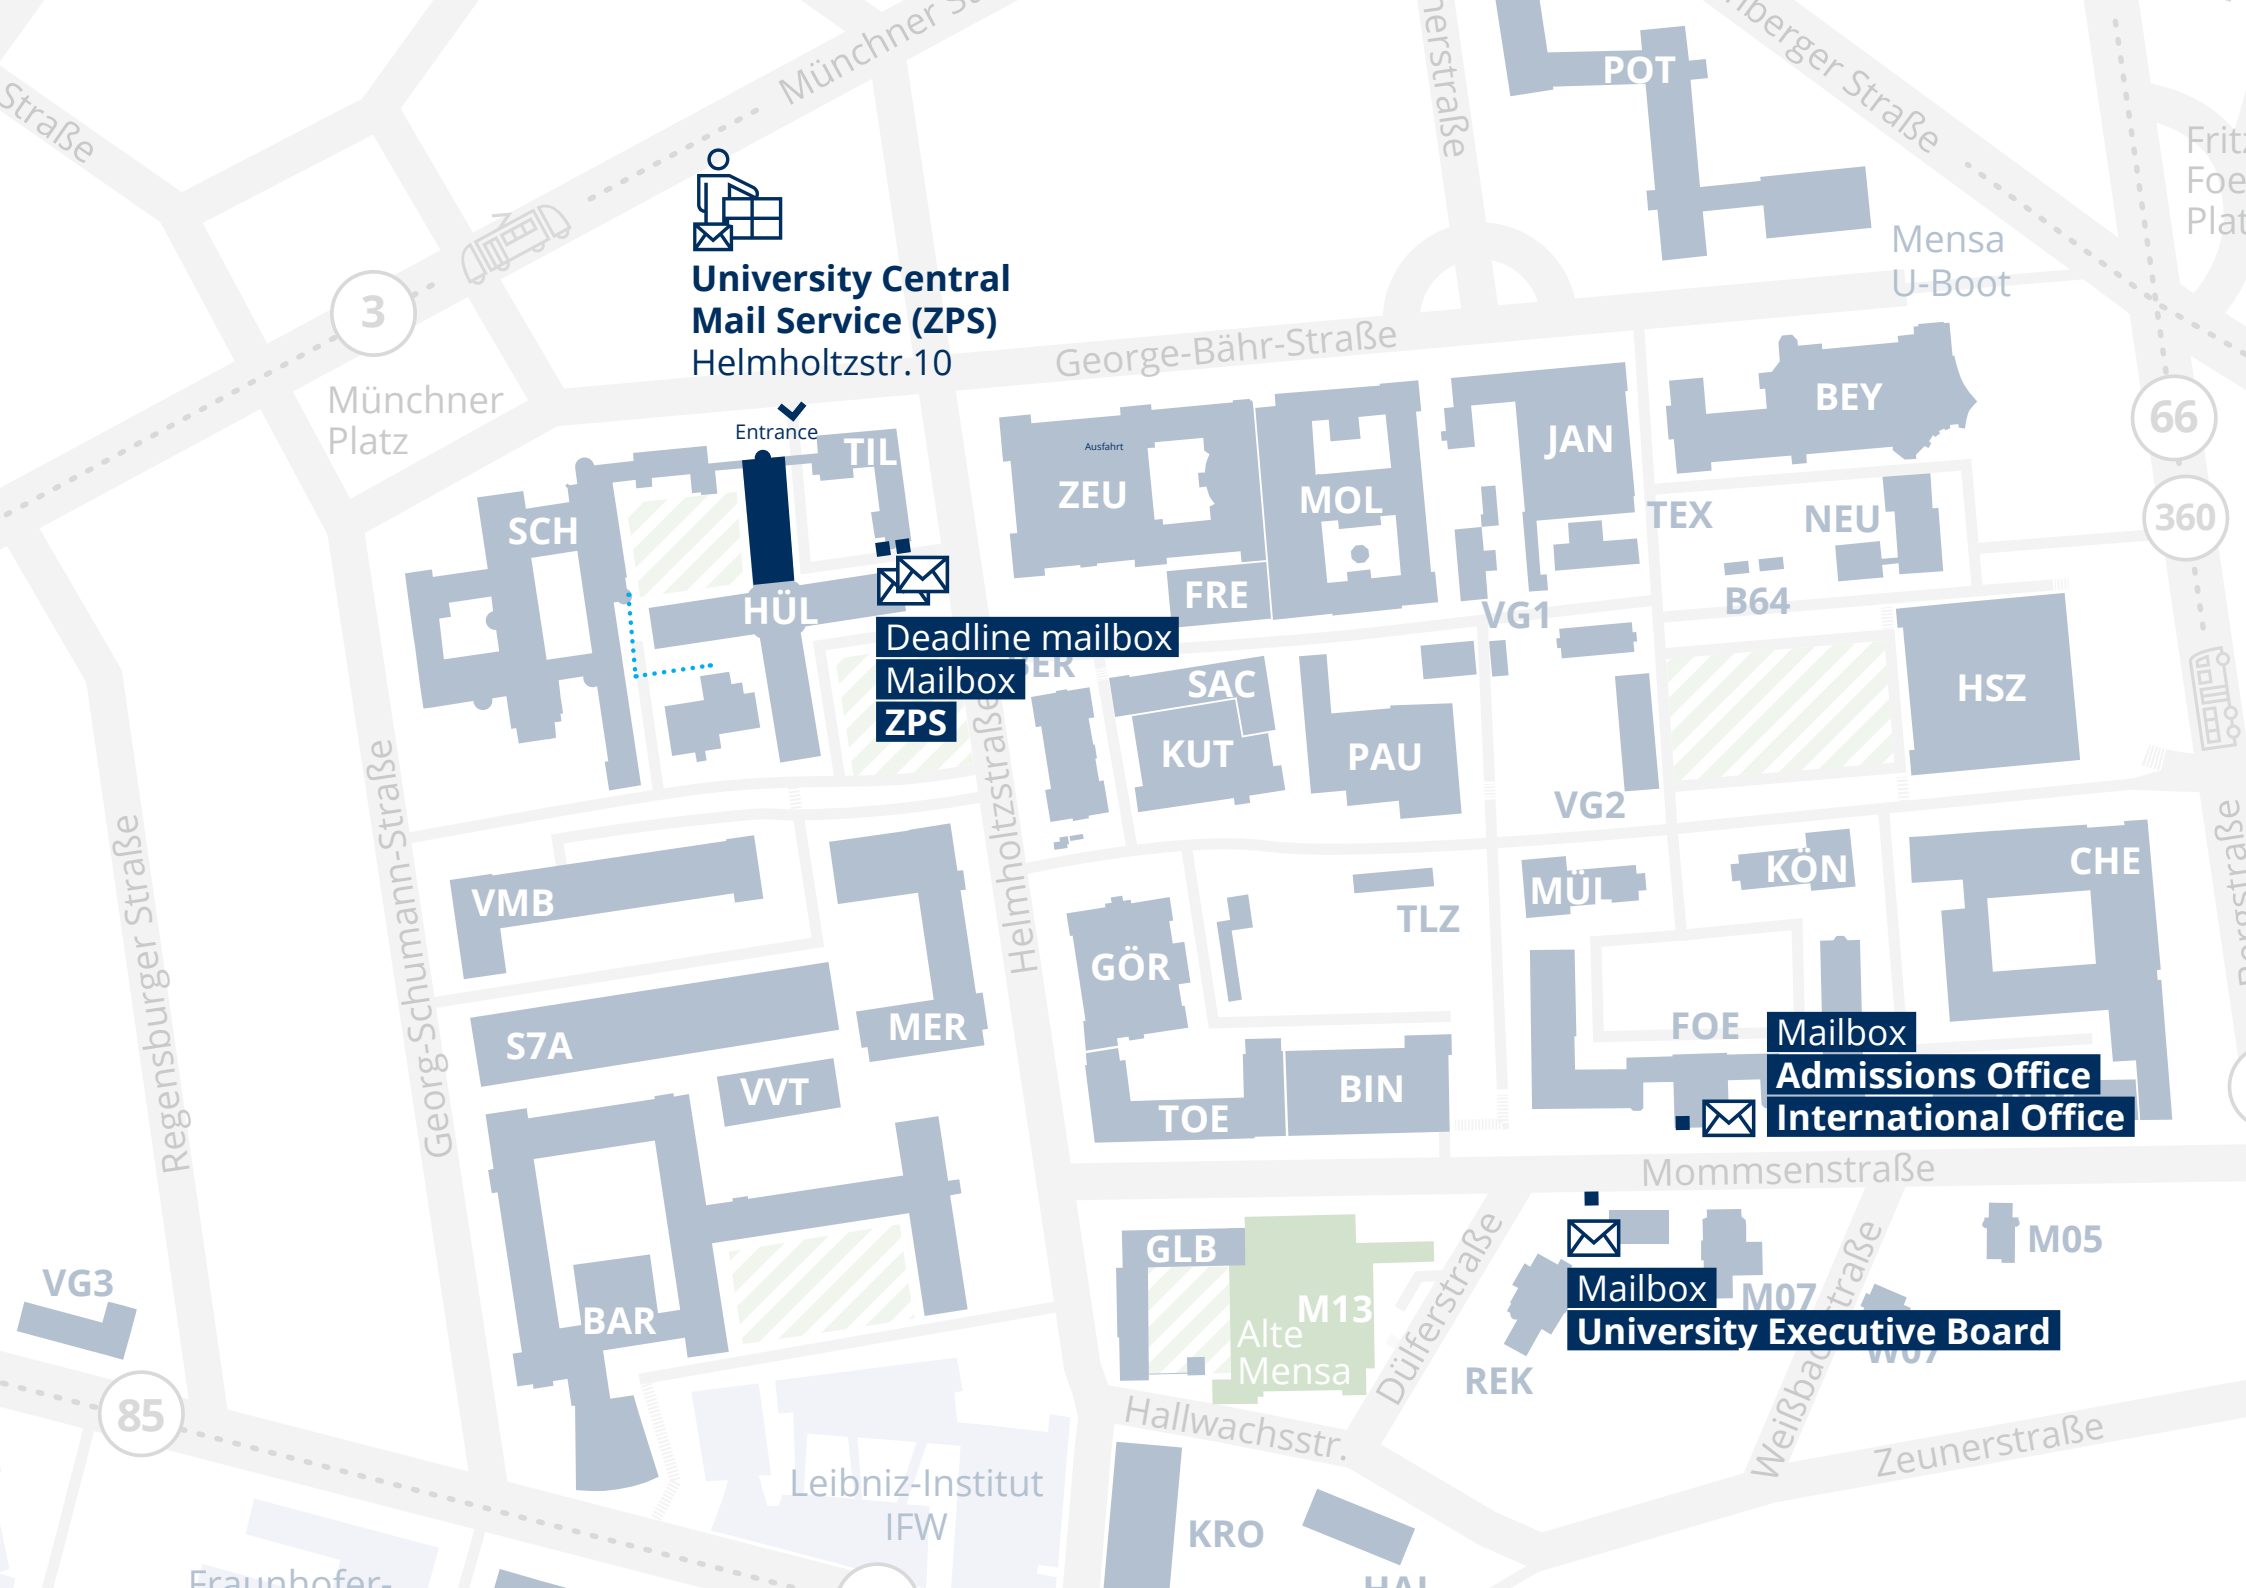 Straße
Münchner
POT
Straße
University Central
Mail Service (ZPS)
Helmholtzstr.10
Entrance
3
Münchner
Platz
George-Bähr-Straße
Mensa
U-Boot
66
360
SCH
TIL
HÜL
Ausfahrt
ZEU
MOL
FRE
JAN
BEY
TEX
NEU
B64
VG1
HSZ
Deadline mailbox
Mailbox
ZPS
SAC
KUT
PAU
VG2
Regensburger Straße
Georg-Schumann-Straße
Helmholtzstraße
VMB
S7A
MER
VVT
GÖR
TLZ
MÜL
KÖN
CHE
FOE
Mailbox
Admissions Office
International Office
TOE
BIN
Mommsenstraße
GLB
M13
Alte
Mensa
Dülferstraße
Mailbox
University Executive Board
M07
M05
REK
Weißbachstraße
Zeunerstraße
Hallwachsstr.
VG3
85
BAR
Leibniz-Institut
IFW
KRO
Fraunhofer-